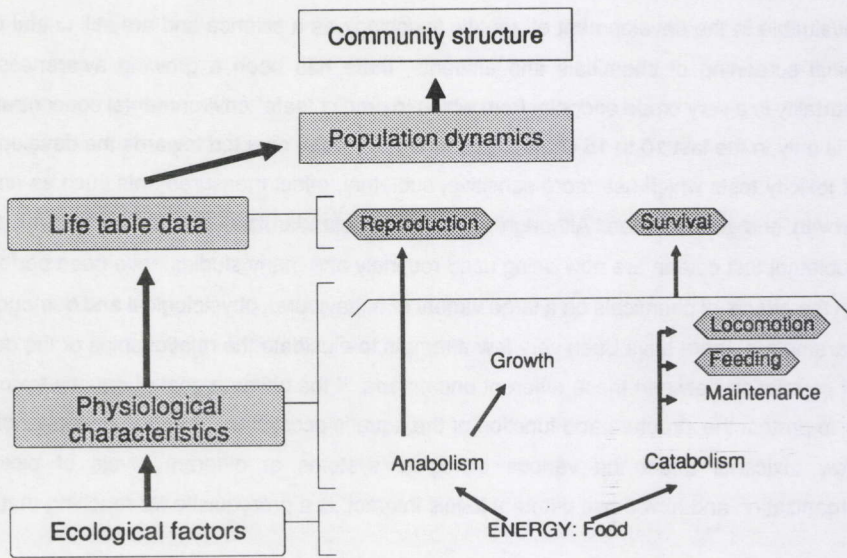 Community structure
Population dynamics
Life table data
Reproduction
Survival
Locomotion
Feeding
Maintenance
Growth
Physiological
characteristics
Anabolism
Catabolism
Ecological factors
ENERGY: Food